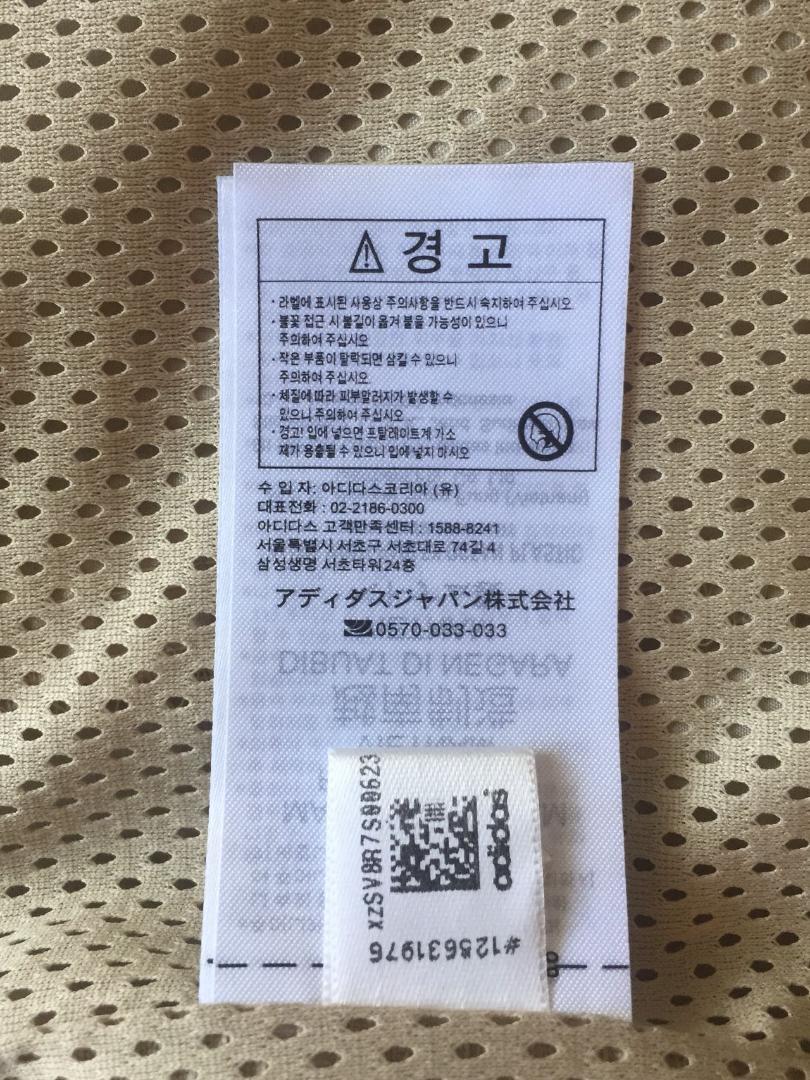 경 고
· 라벨에 표시된 사용상 주의사항을 반드시 숙지하여 주십시오.
· 불꽃 접근 시 불길이 옮겨 붙을 가능성이 있으니
주의하여 주십시오
· 작은 부품이 탈락되면 삼킬 수 있으니
주의하여 주십시오.
· 체질에 따라 피부알러지가 발생할 수
있으니 주의하여 주십시오
· 경고! 입에 넣으면 프탈레이트계 가소
제가 용출될 수 있으니 입에 넣지 마시오
수 입 자: 아디다스코리아 (유)
대표전화 : 02-2186-0300
아디다스 고객만족센터 : 1588-8241
서울특별시 서초구 서초대로 74길 4
삼성생명 서초타워24층
アディダスジャパン株式会社
0570-033-033
DIBUAT DI NEGARA
越南制造
xzSV8R7S00623
adidas
#125631976